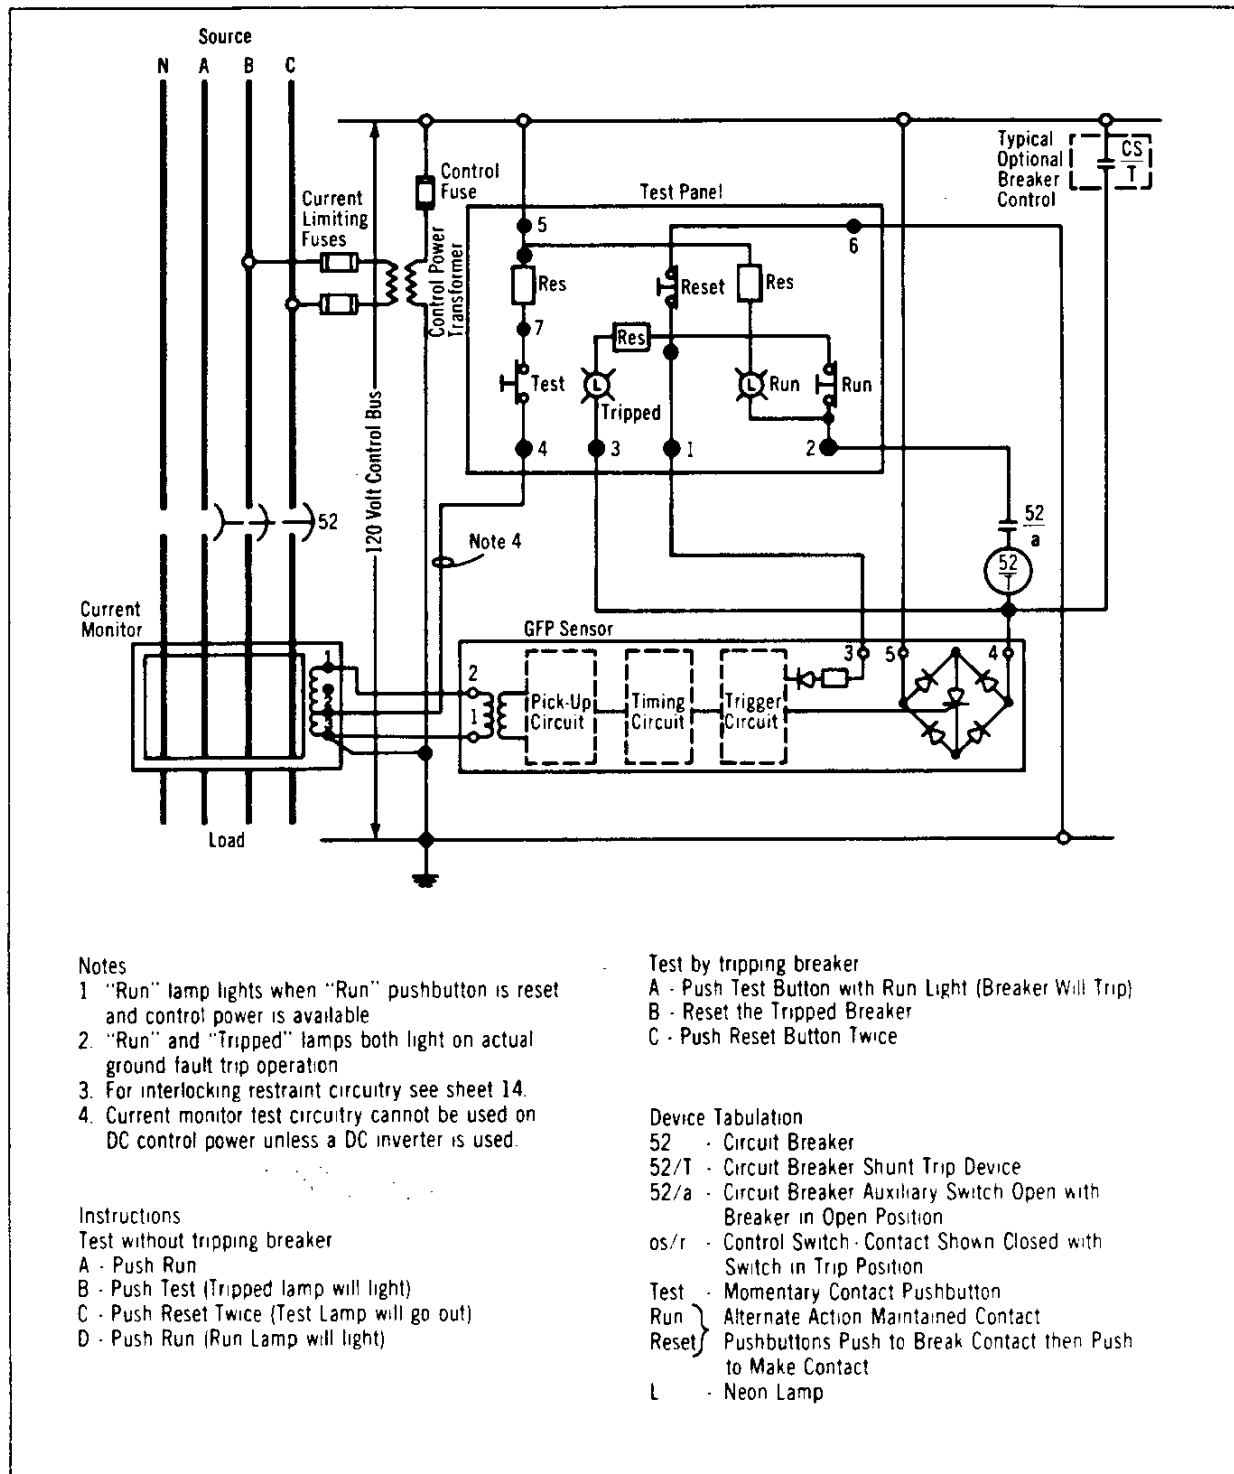 Source
N A B C
Current
Limiting
Fuses
Control
Fuse
Control Power
Transformer
120 Volt Control Bus
Test Panel
Typical
Optional
Breaker
Control
CS
T
5
6
Res
Reset
Res
7
Res
Test
L
Tripped
L
Run
Run
4
3
1
2
52
Note 4
52
a
52
T
Current
Monitor
GFP Sensor
1
2
3
2
1
Pick-Up
Circuit
Timing
Circuit
Trigger
Circuit
3
5
4
Load
Notes
1 "Run" lamp lights when "Run" pushbutton is reset
and control power is available
2. "Run" and "Tripped" lamps both light on actual
ground fault trip operation
3. For interlocking restraint circuitry see sheet 14.
4. Current monitor test circuitry cannot be used on
DC control power unless a DC inverter is used.
Instructions
Test without tripping breaker
A - Push Run
B - Push Test (Tripped lamp will light)
C - Push Reset Twice (Test Lamp will go out)
D - Push Run (Run Lamp will light)
Test by tripping breaker
A - Push Test Button with Run Light (Breaker Will Trip)
B - Reset the Tripped Breaker
C - Push Reset Button Twice
Device Tabulation
52 - Circuit Breaker
52/T - Circuit Breaker Shunt Trip Device
52/a - Circuit Breaker Auxiliary Switch Open with
Breaker in Open Position
os/r - Control Switch - Contact Shown Closed with
Switch in Trip Position
Test - Momentary Contact Pushbutton
Run } Alternate Action Maintained Contact
Reset } Pushbuttons Push to Break Contact then Push
to Make Contact
L - Neon Lamp